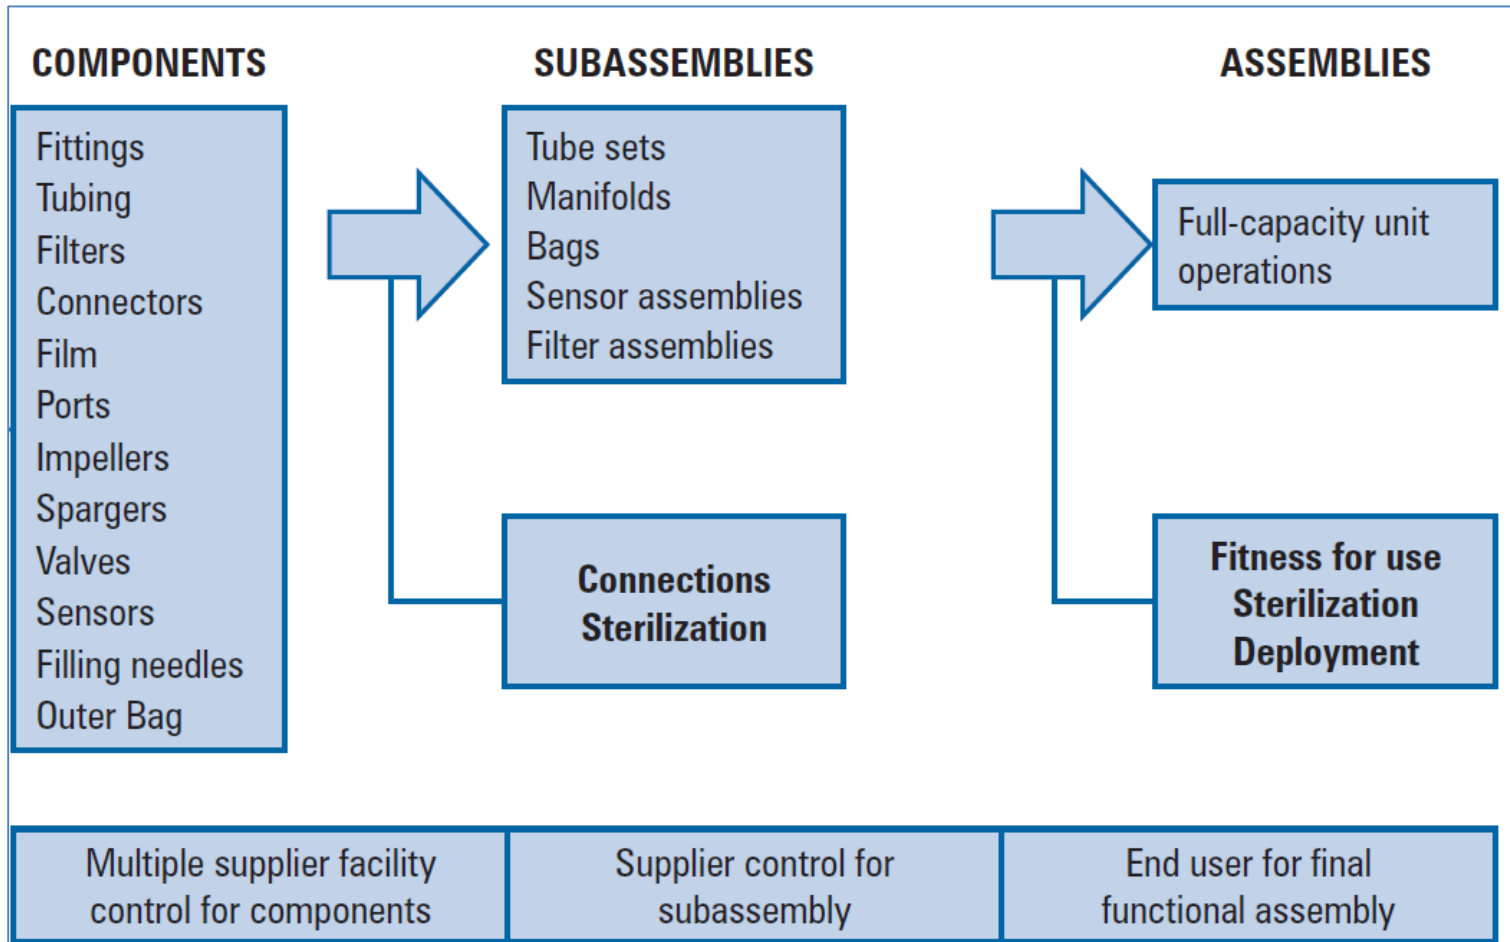 COMPONENTS
SUBASSEMBLIES
ASSEMBLIES
Fittings
Tubing
Filters
Connectors
Film
Ports
Impellers
Spargers
Valves
Sensors
Filling needles
Outer Bag
Tube sets
Manifolds
Bags
Sensor assemblies
Filter assemblies
Connections
Sterilization
Full-capacity unit
operations
Fitness for use
Sterilization
Deployment
Multiple supplier facility
control for components
Supplier control for
subassembly
End user for final
functional assembly